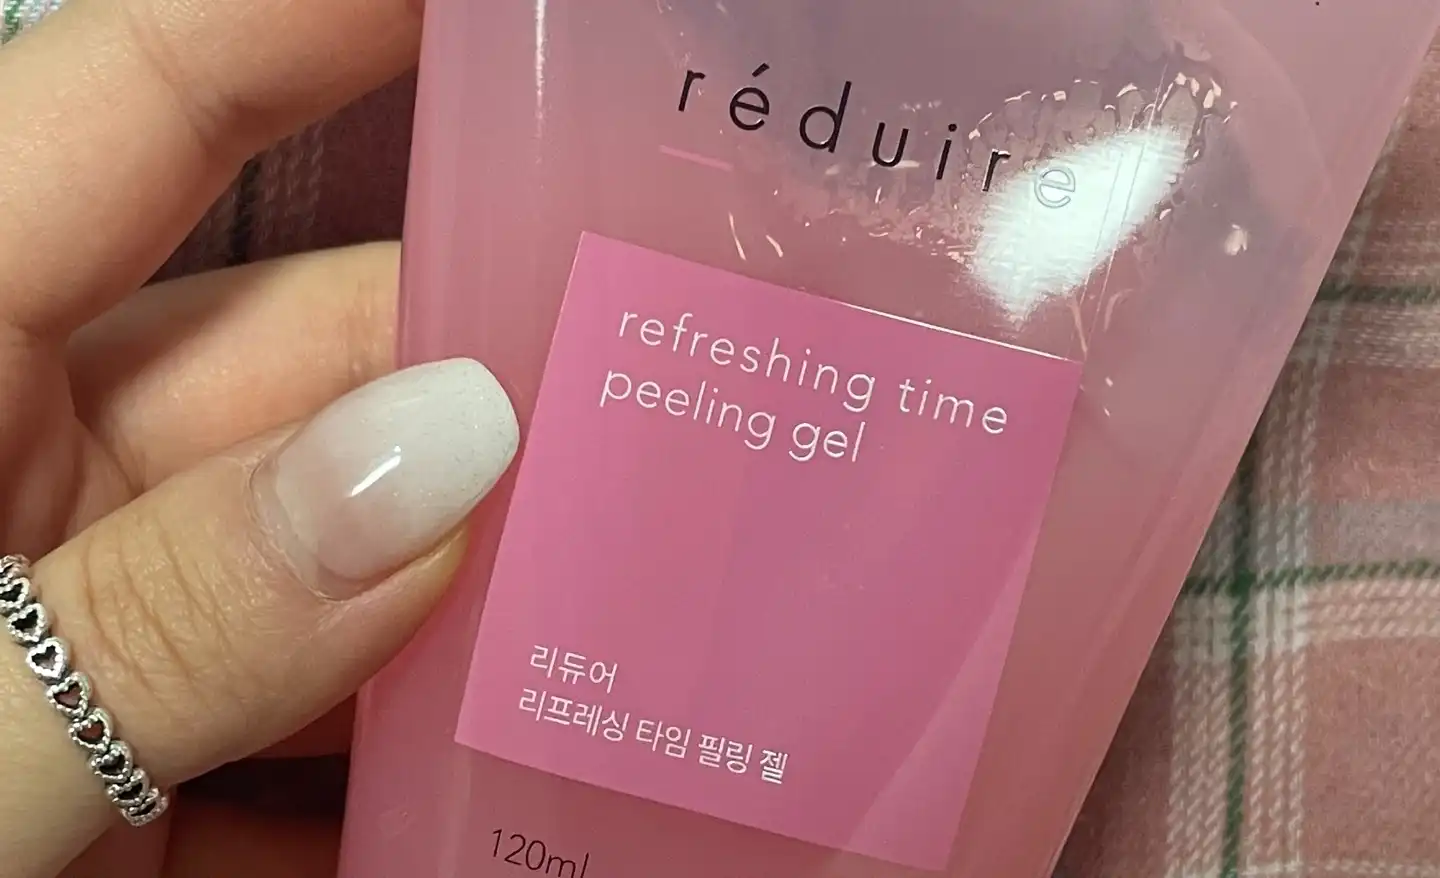 réduire
refreshing time
peeling gel
리듀어
리프레싱 타임 필링 젤
120ml